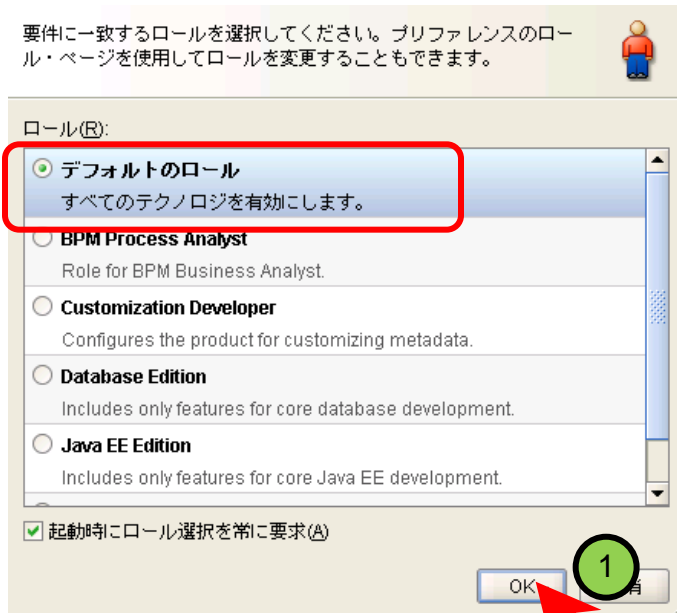 要件に一致するロールを選択してください。プリファレンスのロー
ル・ページを使用してロールを変更することもできます。
ロール(R):
デフォルトのロール
すべてのテクノロジを有効にします。
BPM Process Analyst
Role for BPM Business Analyst.
Customization Developer
Configures the product for customizing metadata.
Database Edition
Includes only features for core database development.
Java EE Edition
Includes only features for core Java EE development.
起動時にロール選択を常に要求(A)
OK
1